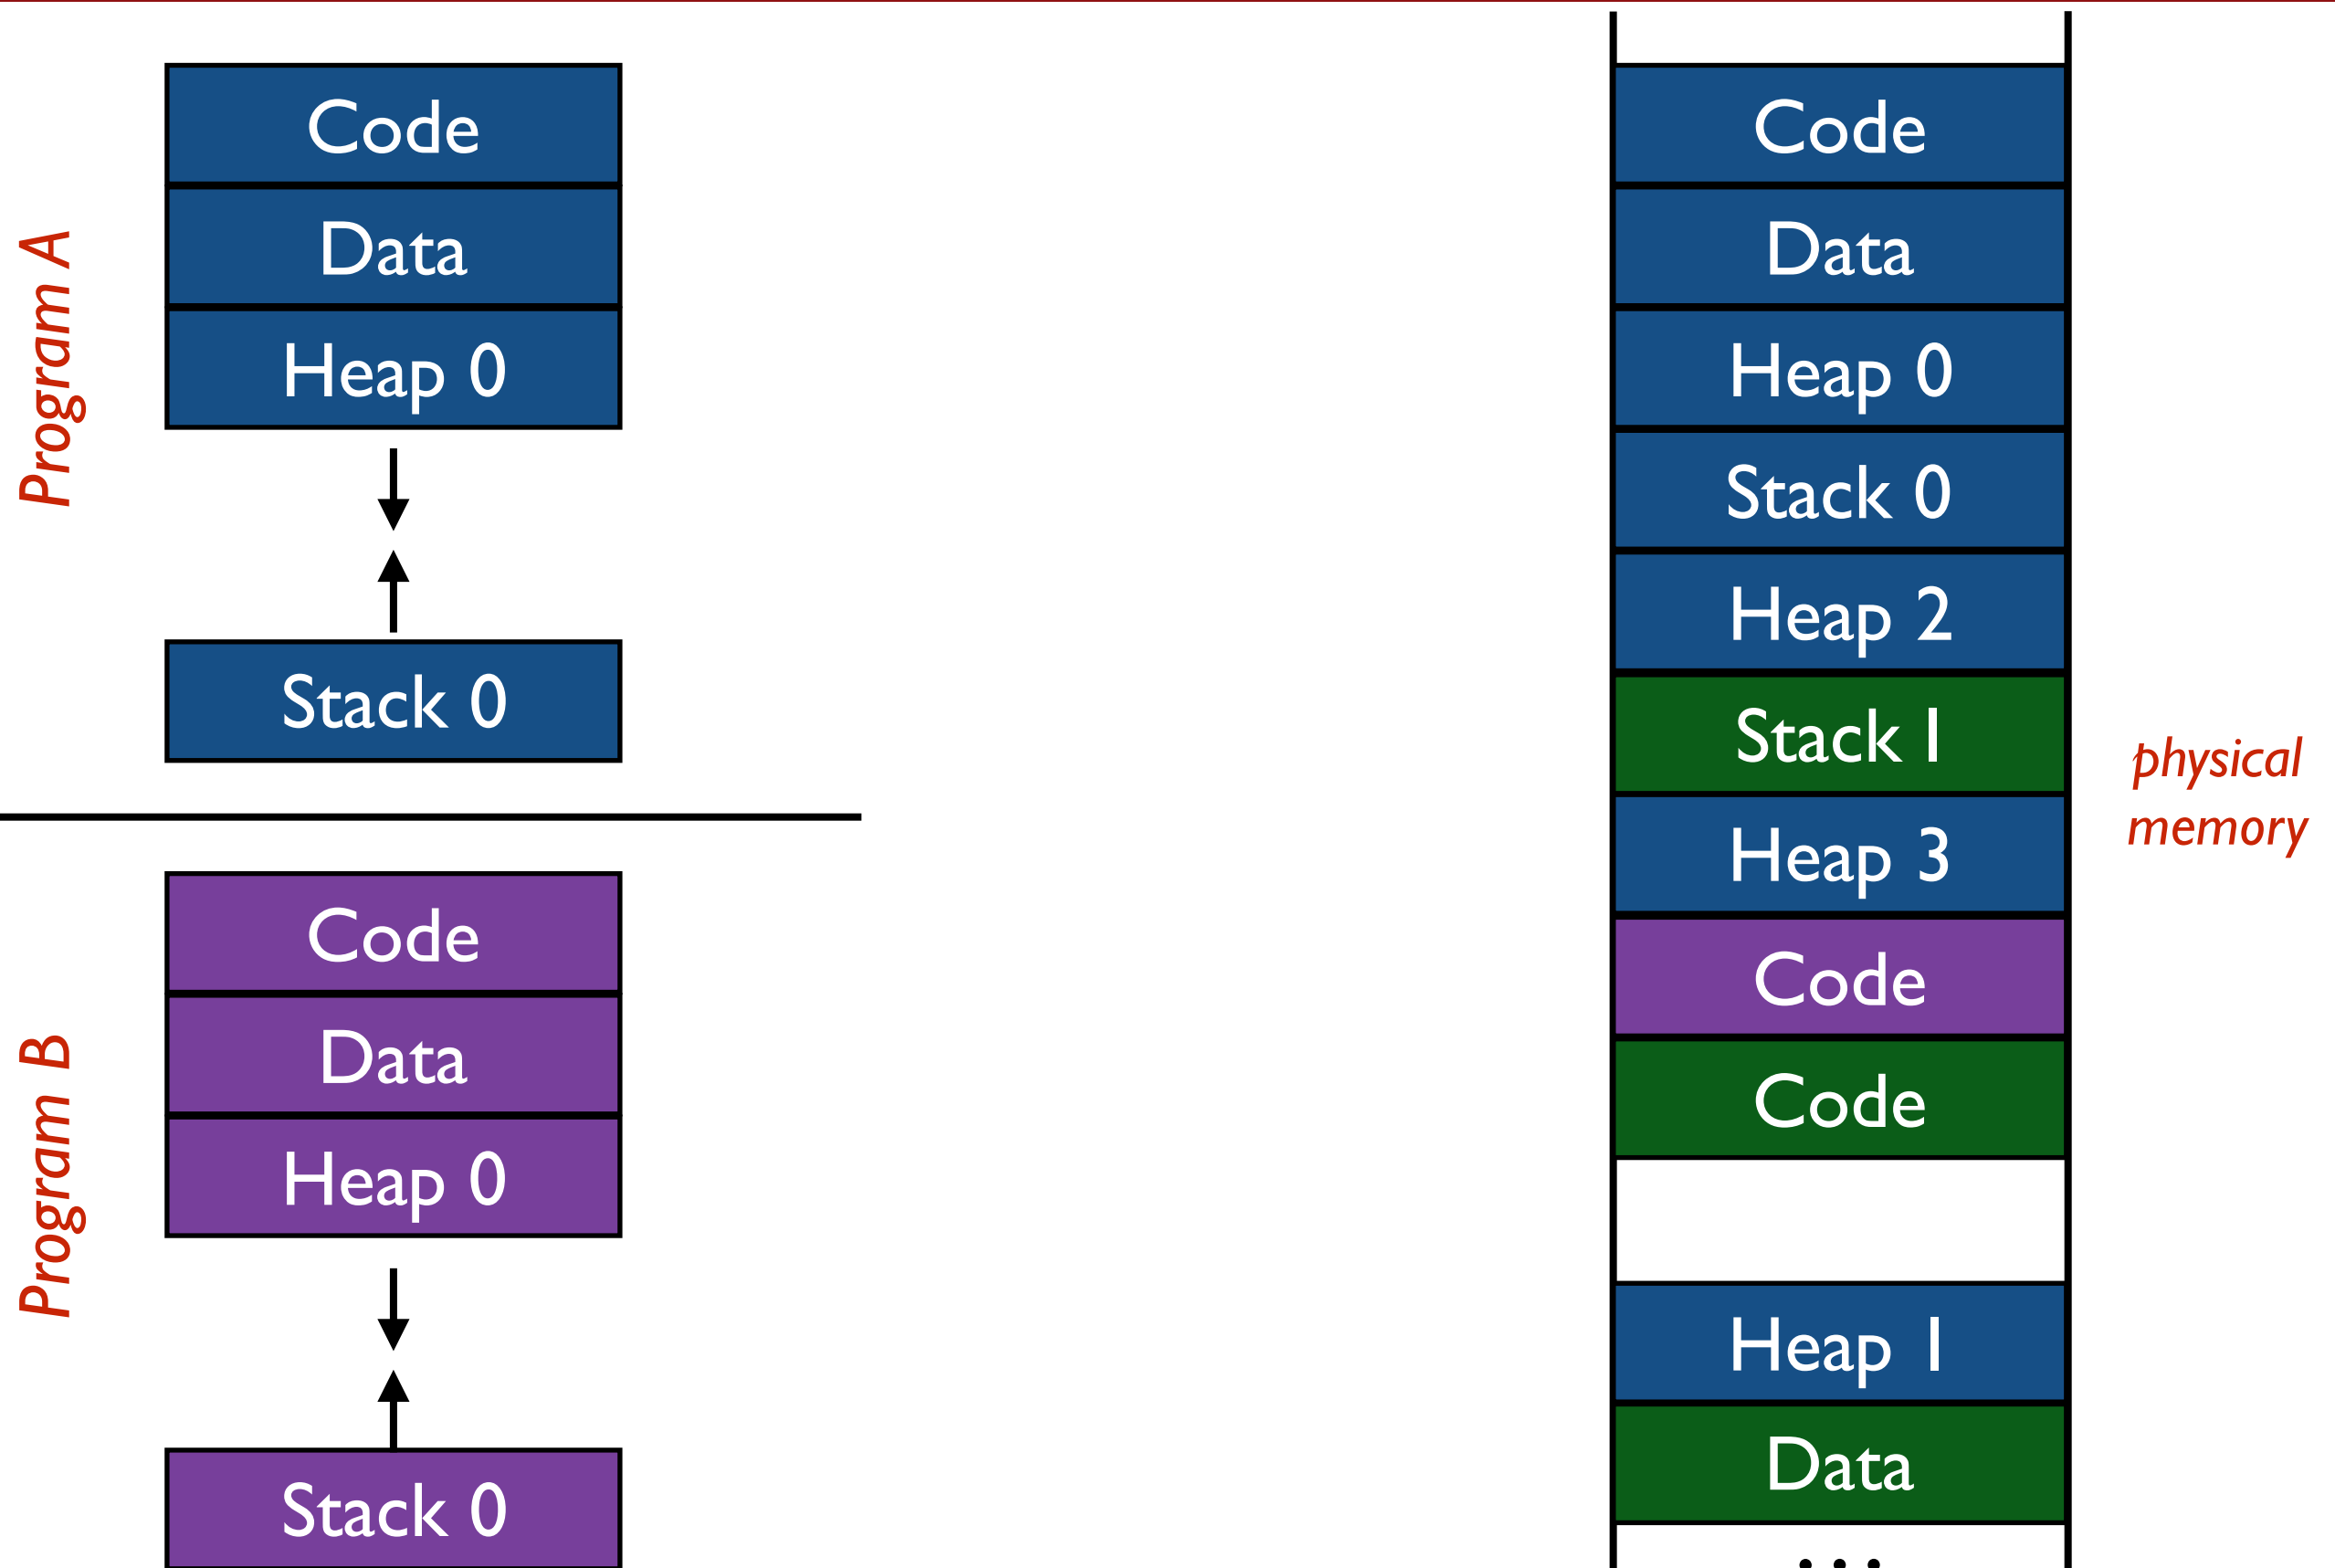 Program A
Code
Data
Heap 0
Stack 0
Program B
Code
Data
Heap 0
Stack 0
Code
Data
Heap 0
Stack 0
Heap 2
Stack 1
Heap 3
Code
Code
Heap 1
Data
...
physical
memory